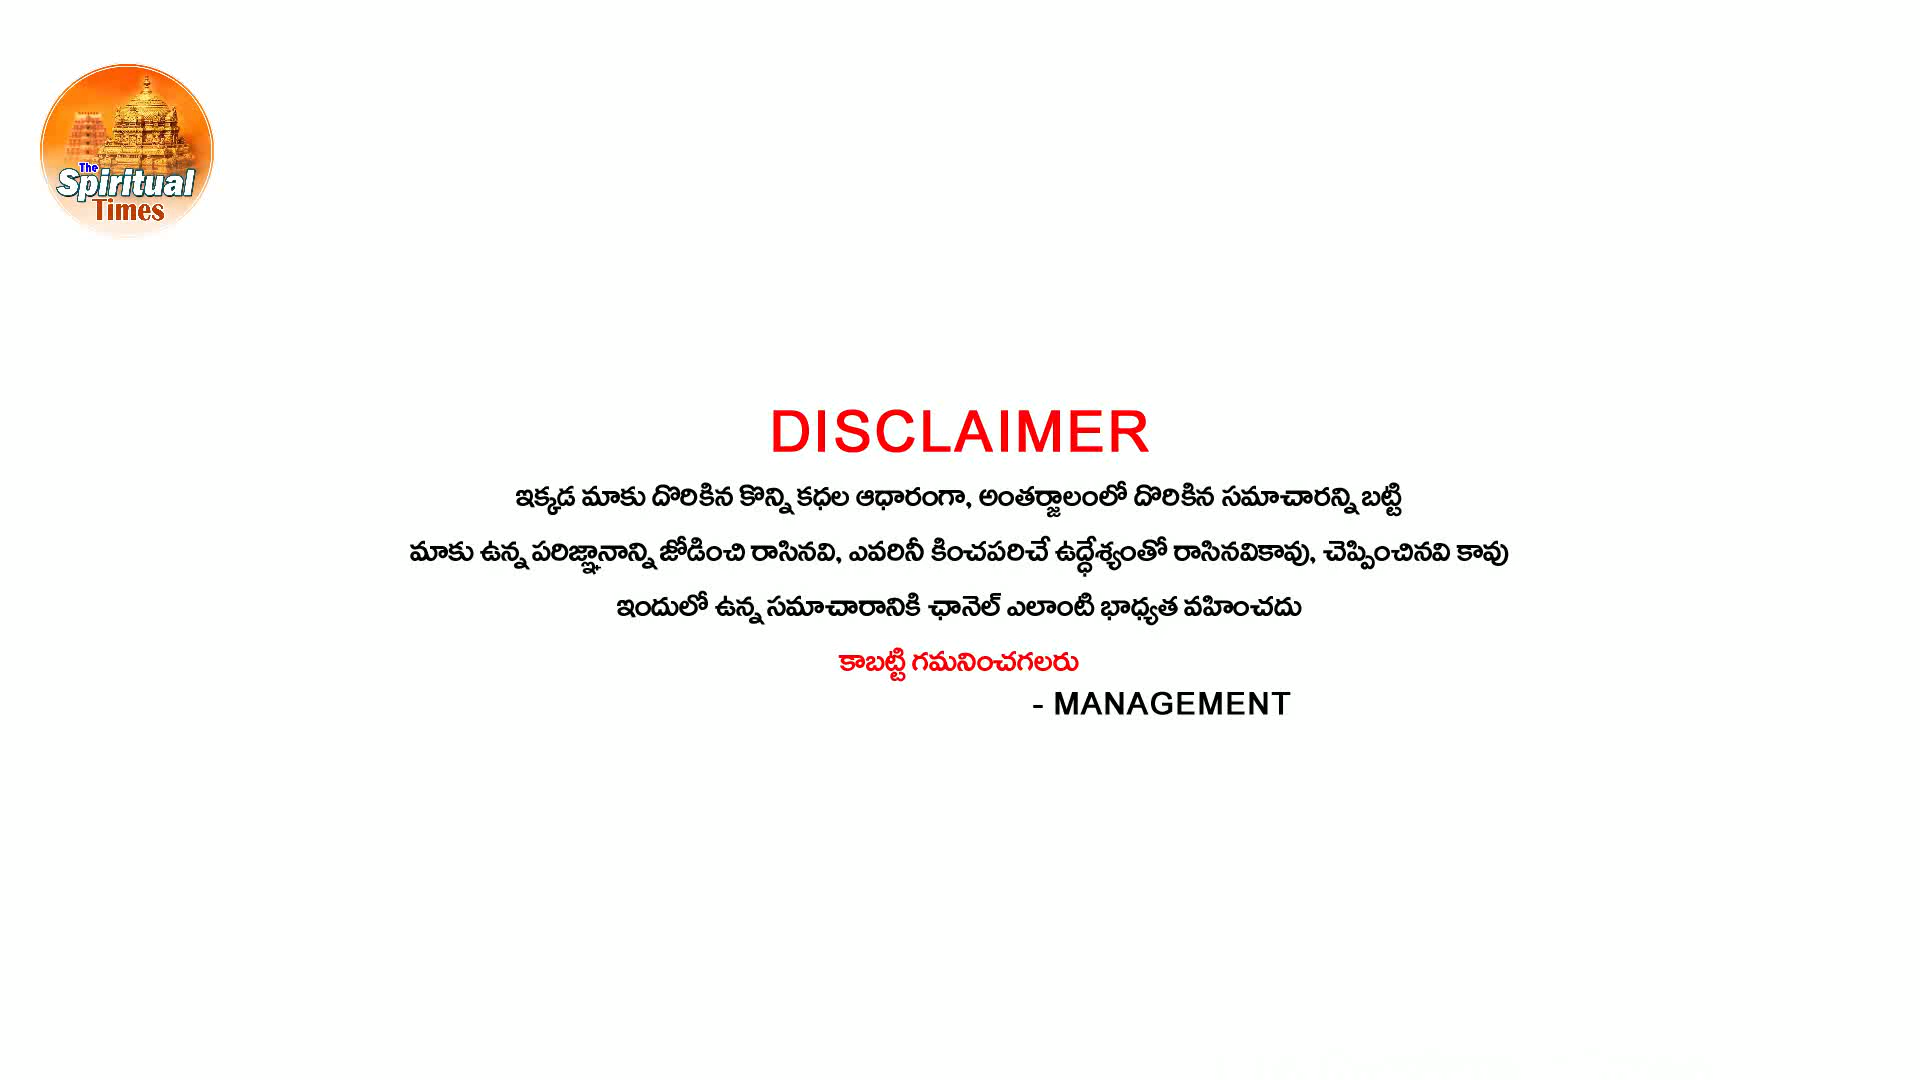 The
Spiritual
Times
DISCLAIMER
ఇక్కడ మాకు దొరికిన కొన్ని కధల ఆధారంగా, అంతర్జాలంలో దొరికిన సమాచారన్ని బట్టి
మాకు ఉన్న పరిజ్ఞానాన్ని జోడించి రాసినవి, ఎవరినీ కించపరిచే ఉద్ధేశ్యంతో రాసినవికావు, చెప్పించినవి కావు
ఇందులో ఉన్న సమాచారానికి ఛానెల్ ఎలాంటి భాధ్యత వహించదు
కాబట్టి గమనించగలరు
- MANAGEMENT